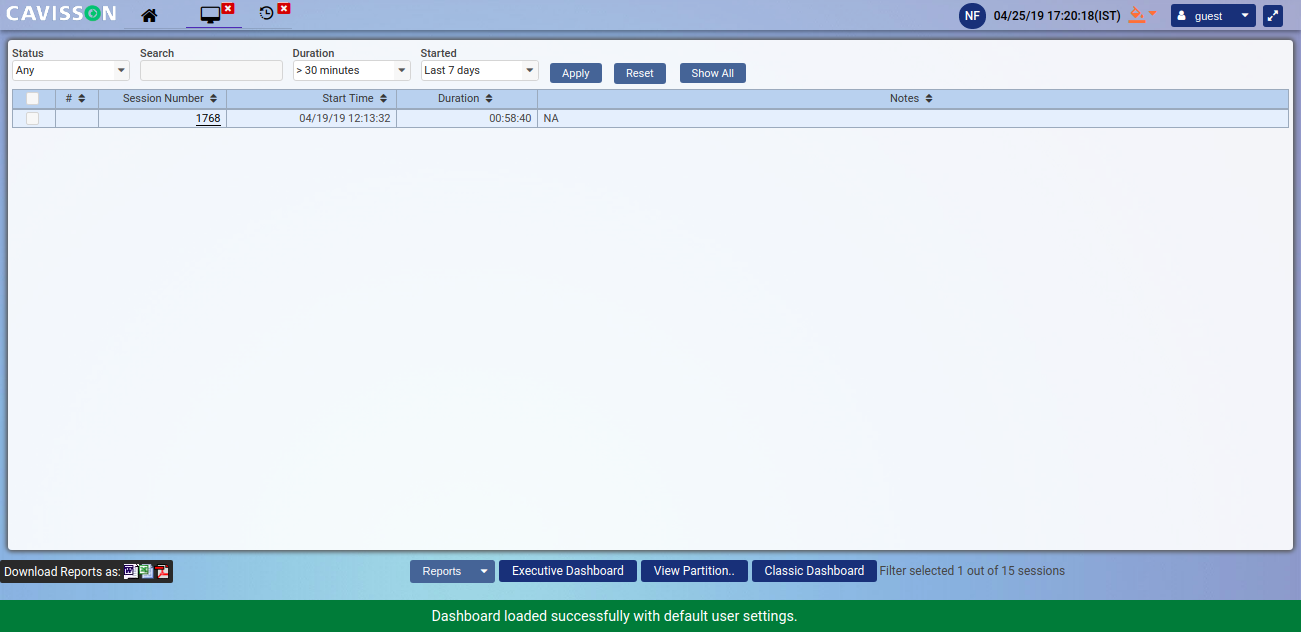 CAVISSON
NF 04/25/19 17:20:18(IST) guest
Status Search Duration Started
Any > 30 minutes Last 7 days Apply Reset Show All
# Session Number Start Time Duration Notes
1768 04/19/19 12:13:32 00:58:40 NA
Download Reports as: Reports Executive Dashboard View Partition.. Classic Dashboard Filter selected 1 out of 15 sessions
Dashboard loaded successfully with default user settings.